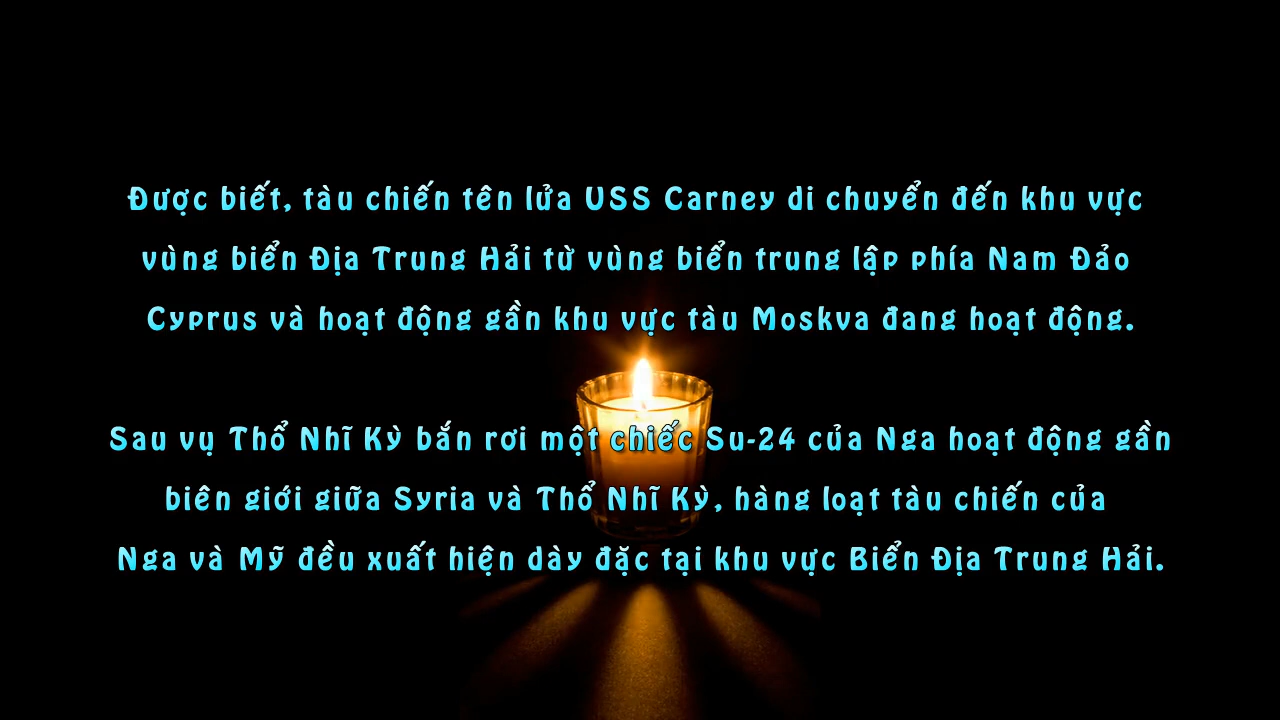 Được biết, tàu chiến tên lửa USS Carney di chuyển đến khu vực
vùng biển Địa Trung Hải từ vùng biển trung lập phía Nam Đảo
Cyprus và hoạt động gần khu vực tàu Moskva đang hoạt động.
Sau vụ Thổ Nhĩ Kỳ bắn rơi một chiếc Su-24 của Nga hoạt động gần
biên giới giữa Syria và Thổ Nhĩ Kỳ, hàng loạt tàu chiến của
Nga và Mỹ đều xuất hiện dày đặc tại khu vực Biển Địa Trung Hải.